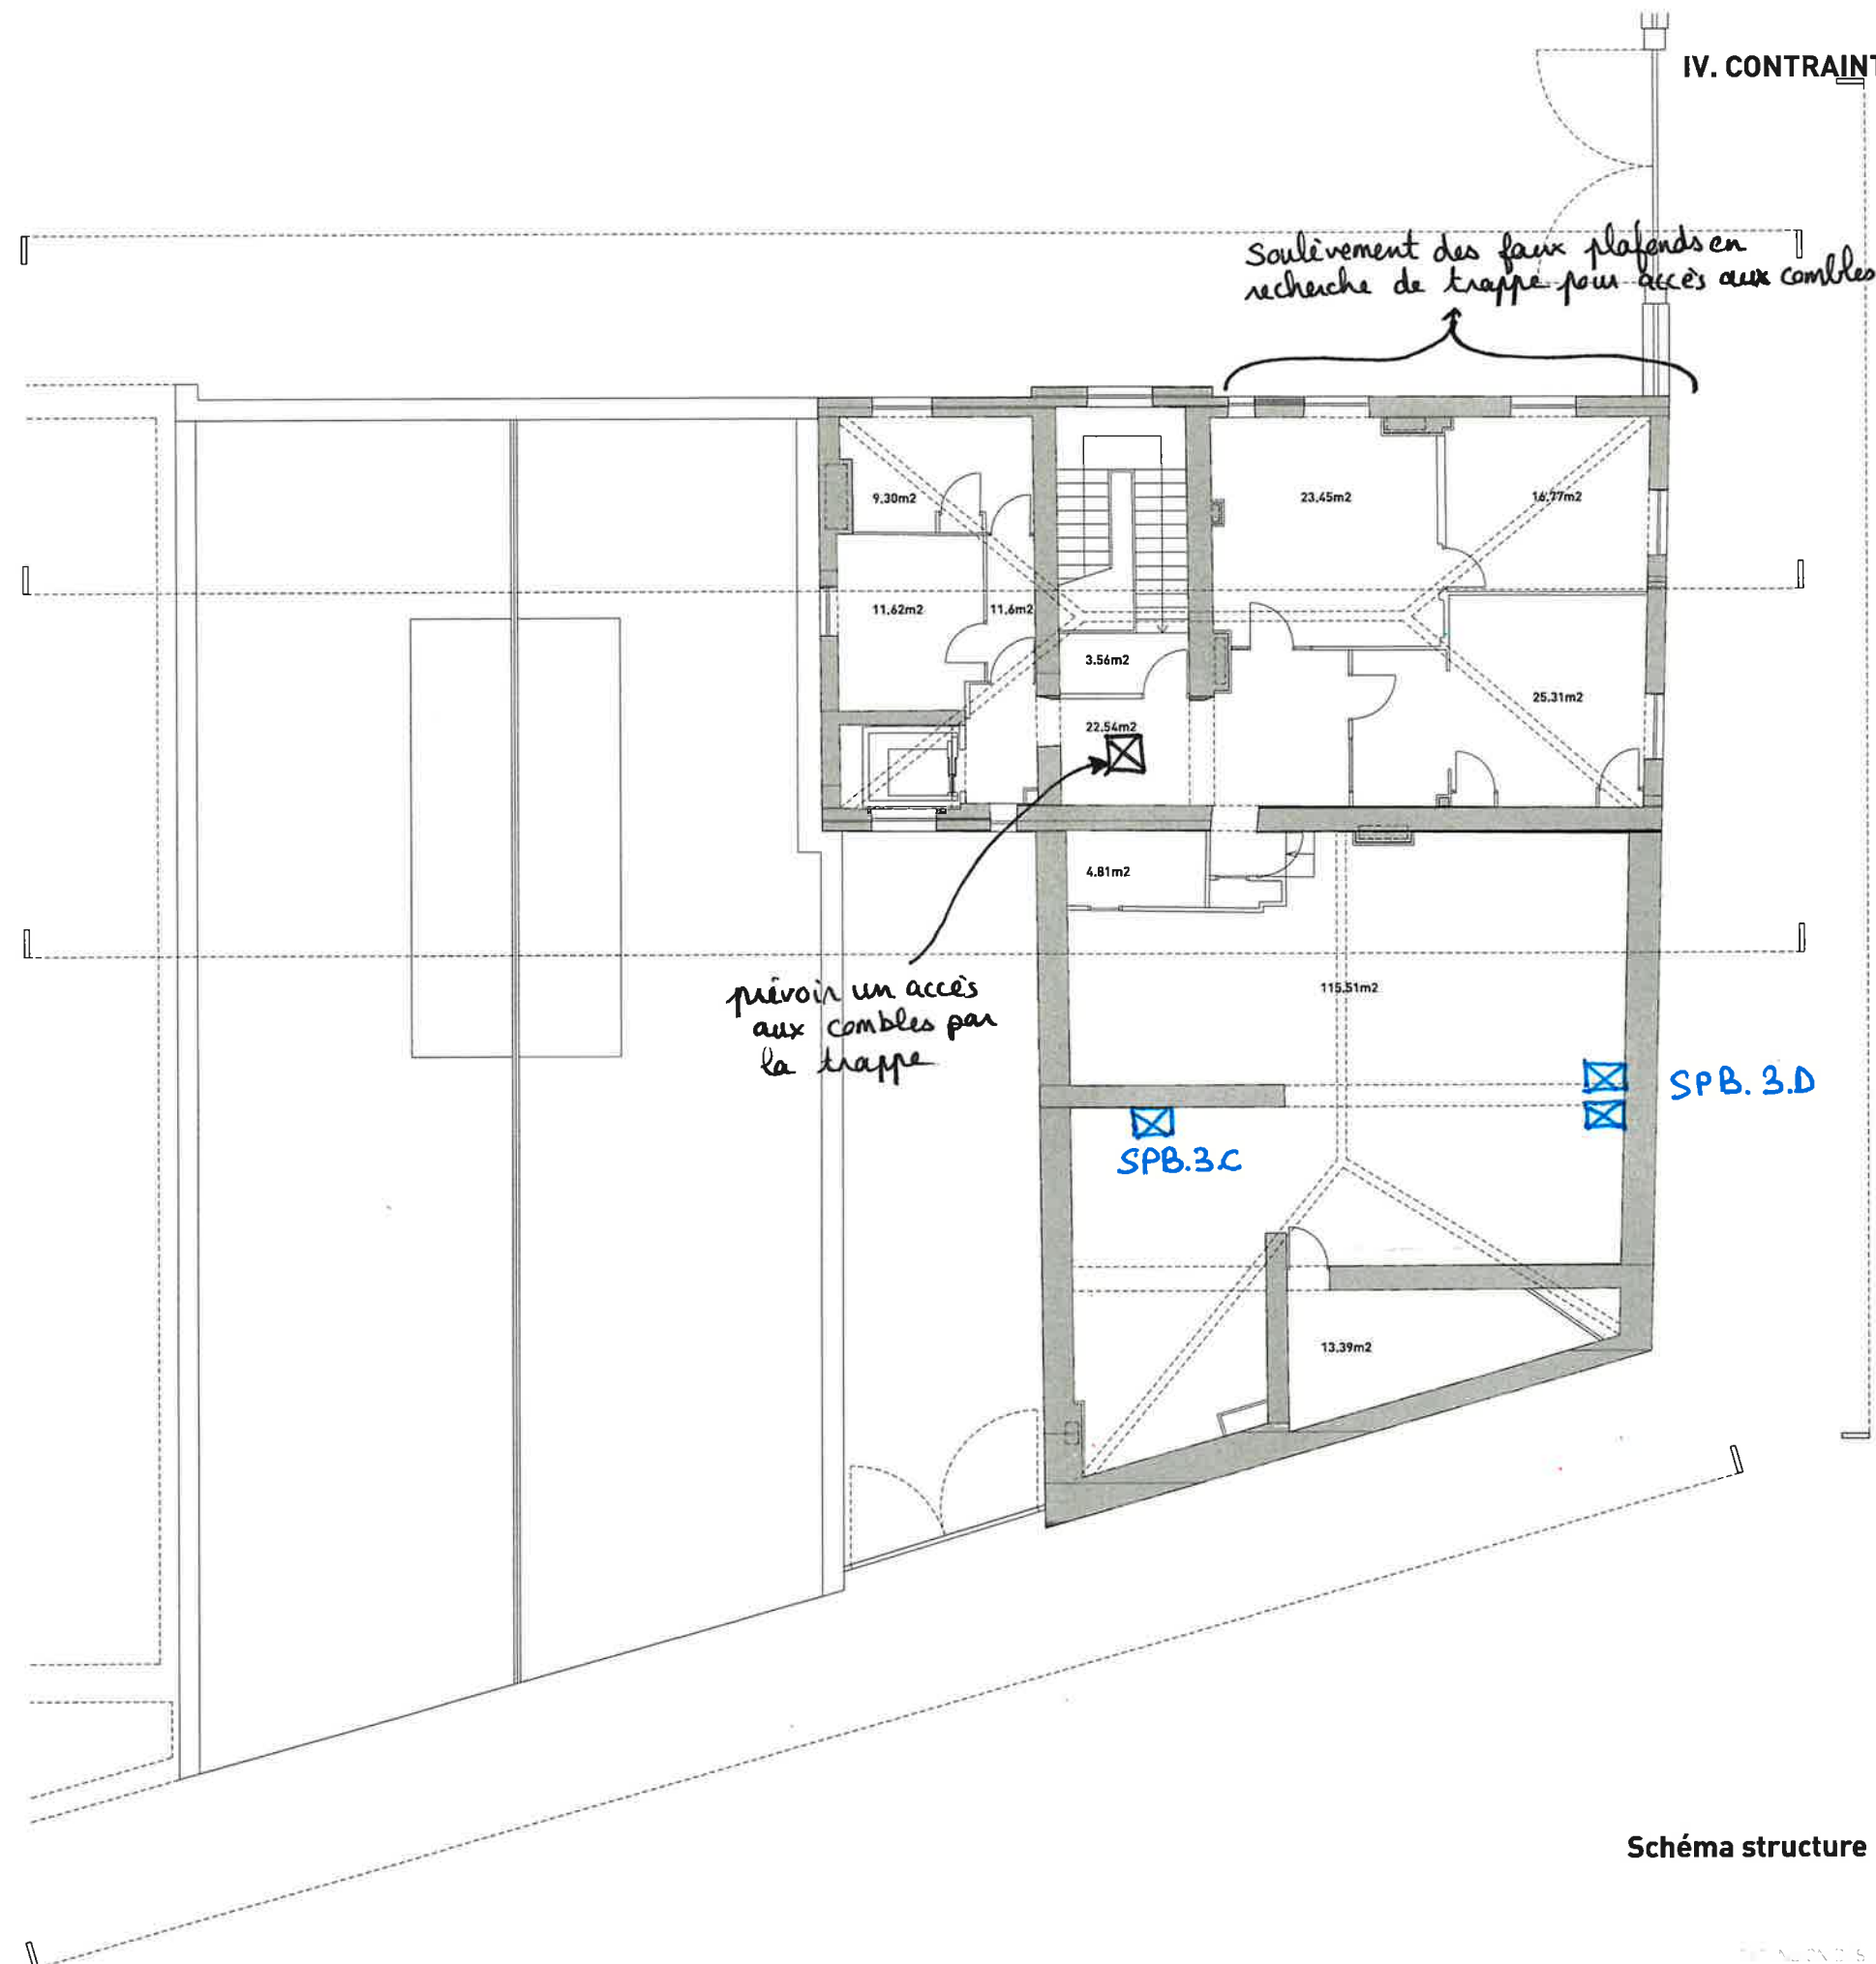 IV. CONTRAINT
Soulèvement des faux plafonds en
recherche de trappe pour accès aux combles
9.30m2
23.45m2
16.77m2
11.62m2
11.6m2
3.56m2
25.31m2
22.54m2
4.81m2
prévoir un accès
aux combles par
la trappe
115.51m2
SPB. 3.D
SPB.3.C
13.39m2
Schéma structure